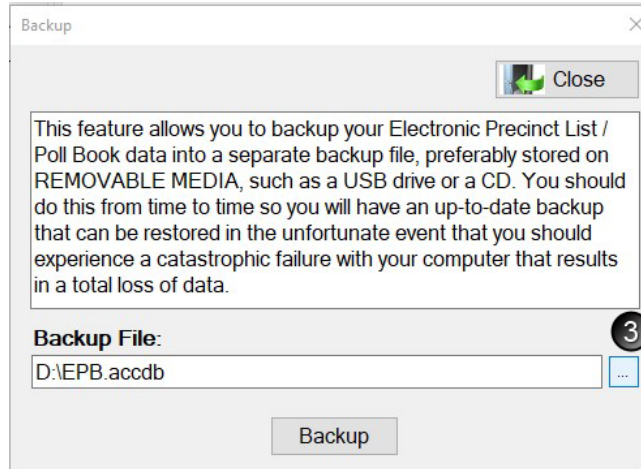 Backup
Close
This feature allows you to backup your Electronic Precinct List /
Poll Book data into a separate backup file, preferably stored on
REMOVABLE MEDIA, such as a USB drive or a CD. You should
do this from time to time so you will have an up-to-date backup
that can be restored in the unfortunate event that you should
experience a catastrophic failure with your computer that results
in a total loss of data.
Backup File:
3
D:\EPB.accdb
...
Backup